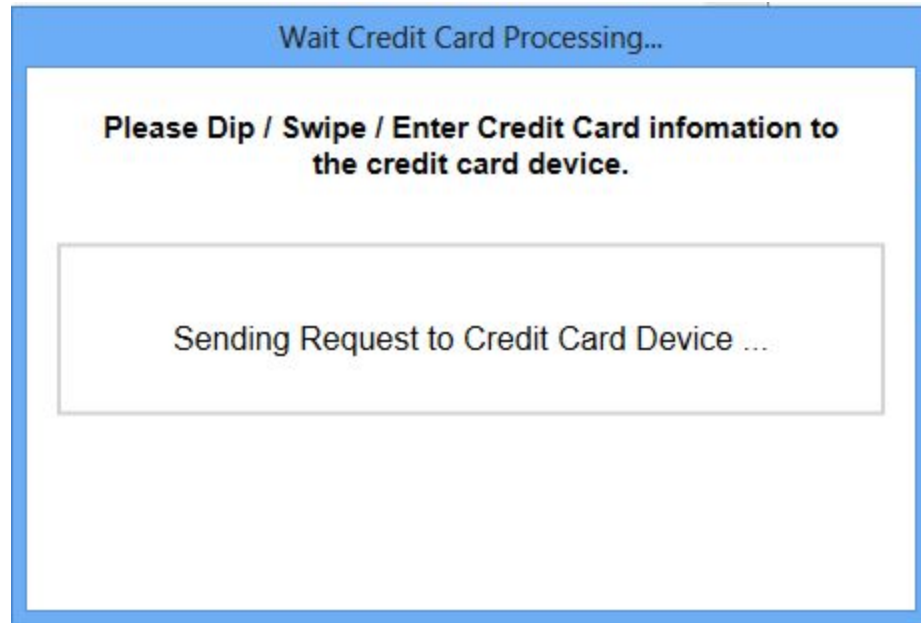 Wait Credit Card Processing...
Please Dip / Swipe / Enter Credit Card infomation to
the credit card device.
Sending Request to Credit Card Device ...